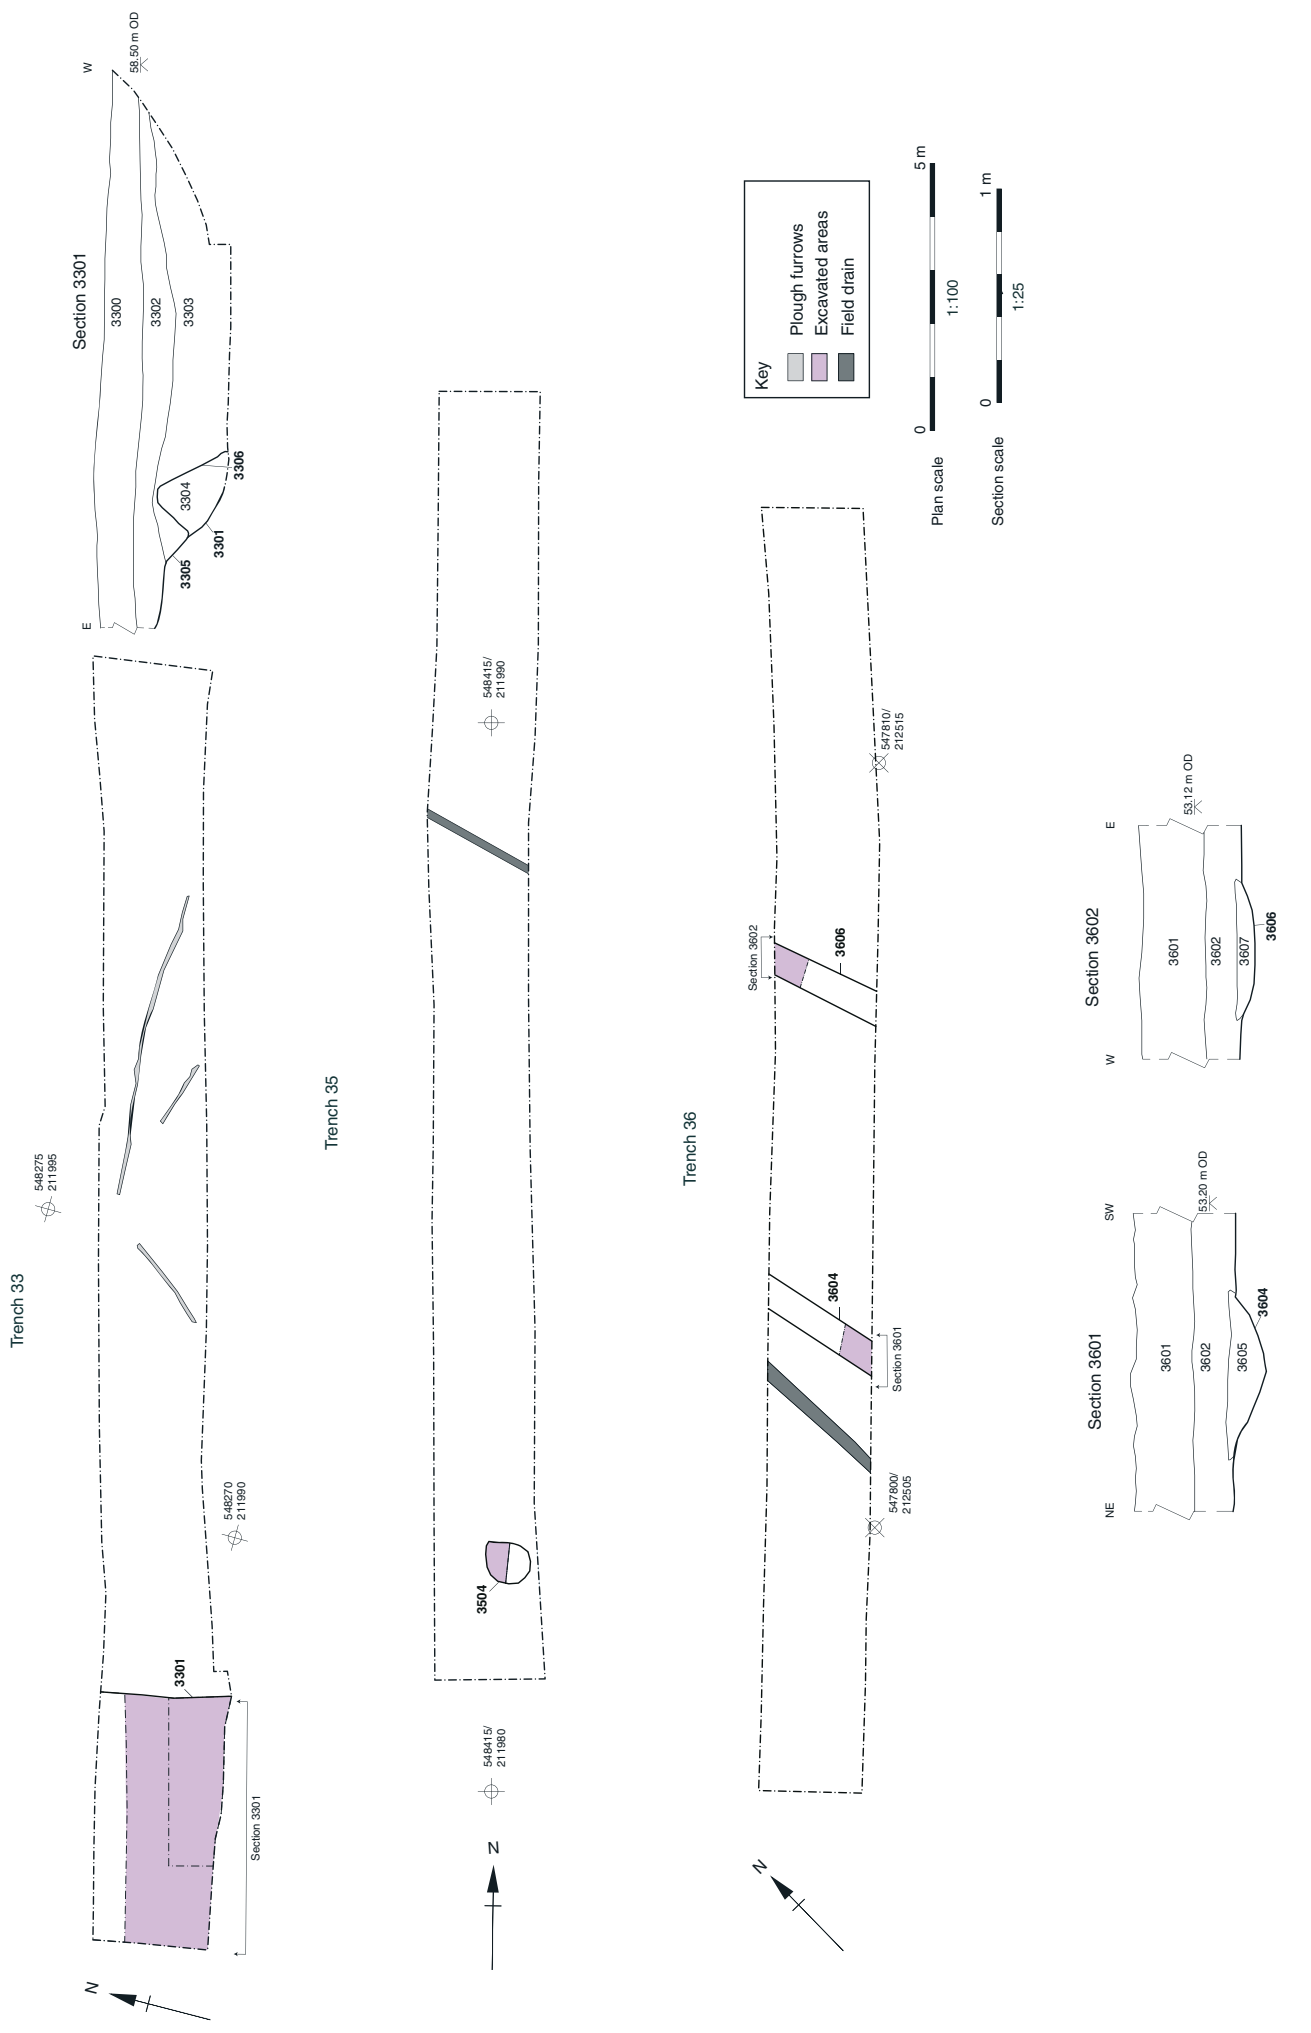 Trench 33
548275
211995
548270
211990
3301
Section 3301
N
Section 3301
E
W
58.50 m OD
3300
3302
3303
3304
3305
3301
3306
Trench 35
548415/
211990
548415/
211980
3504
N
Trench 36
547810/
212515
547800/
212505
Section 3602
3606
3604
Section 3601
N
Key
Plough furrows
Excavated areas
Field drain
Plan scale
0
5 m
1:100
Section scale
0
1 m
1:25
Section 3601
NE
SW
53.20 m OD
3601
3602
3605
3604
Section 3602
W
E
53.12 m OD
3601
3602
3607
3606